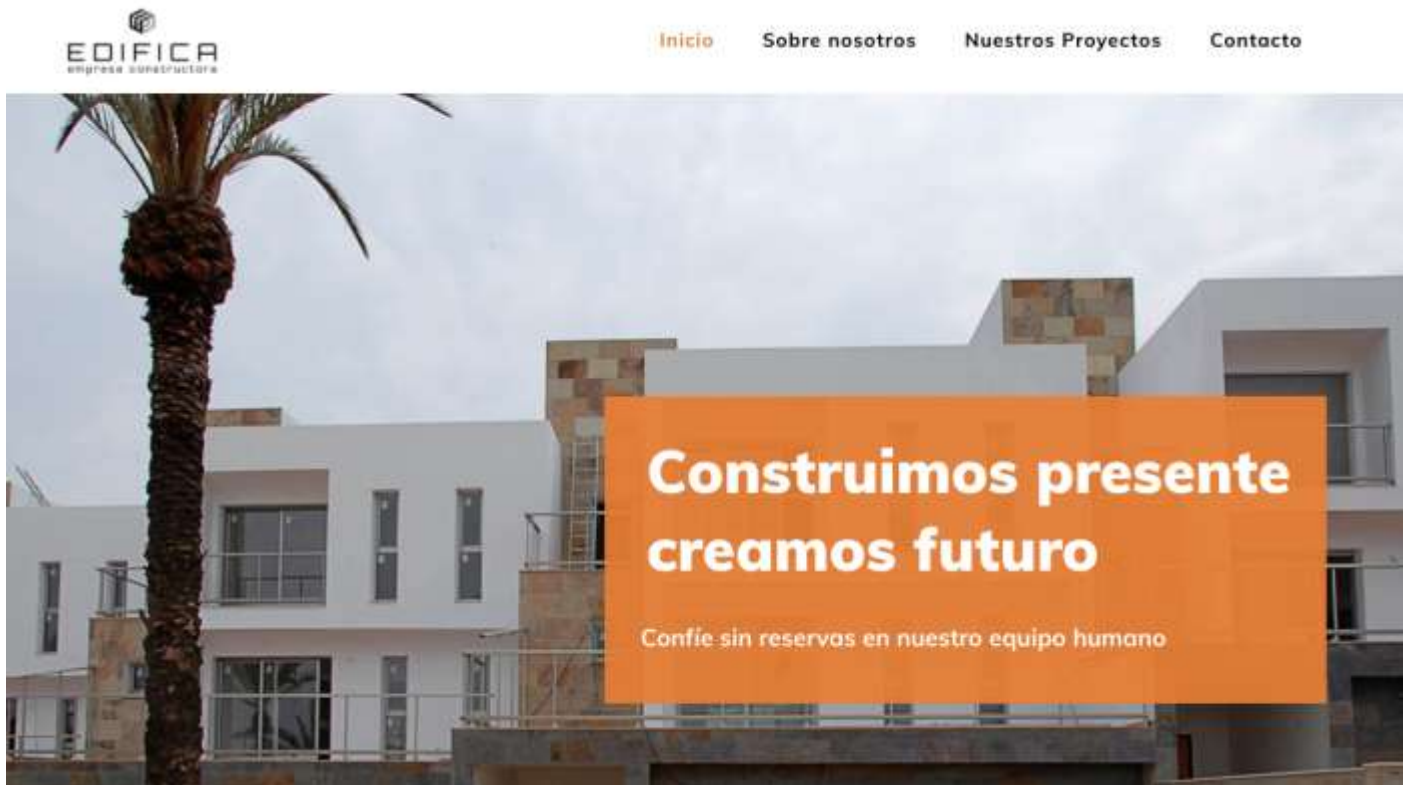 EDIFICA
empresa constructora
Inicio Sobre nosotros Nuestros Proyectos Contacto
Construimos presente
creamos futuro
Confíe sin reservas en nuestro equipo humano